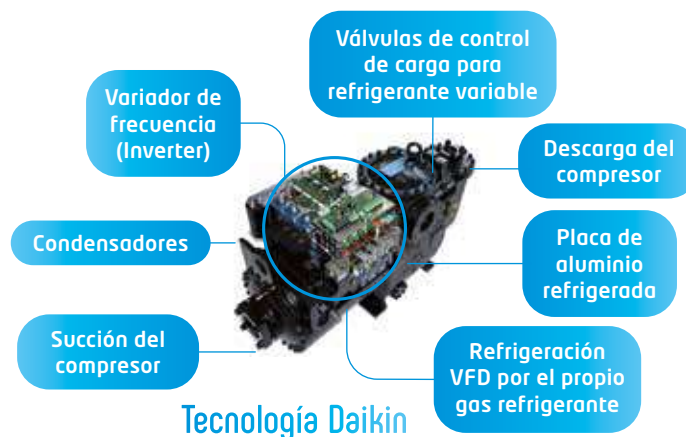 Válvulas de control
de carga para
refrigerante variable
Variador de
frecuencia
(Inverter)
Descarga del
compresor
Condensadores
Placa de
aluminio
refrigerada
Succión del
compresor
Refrigeración
VFD por el propio
gas refrigerante
Tecnología Daikin